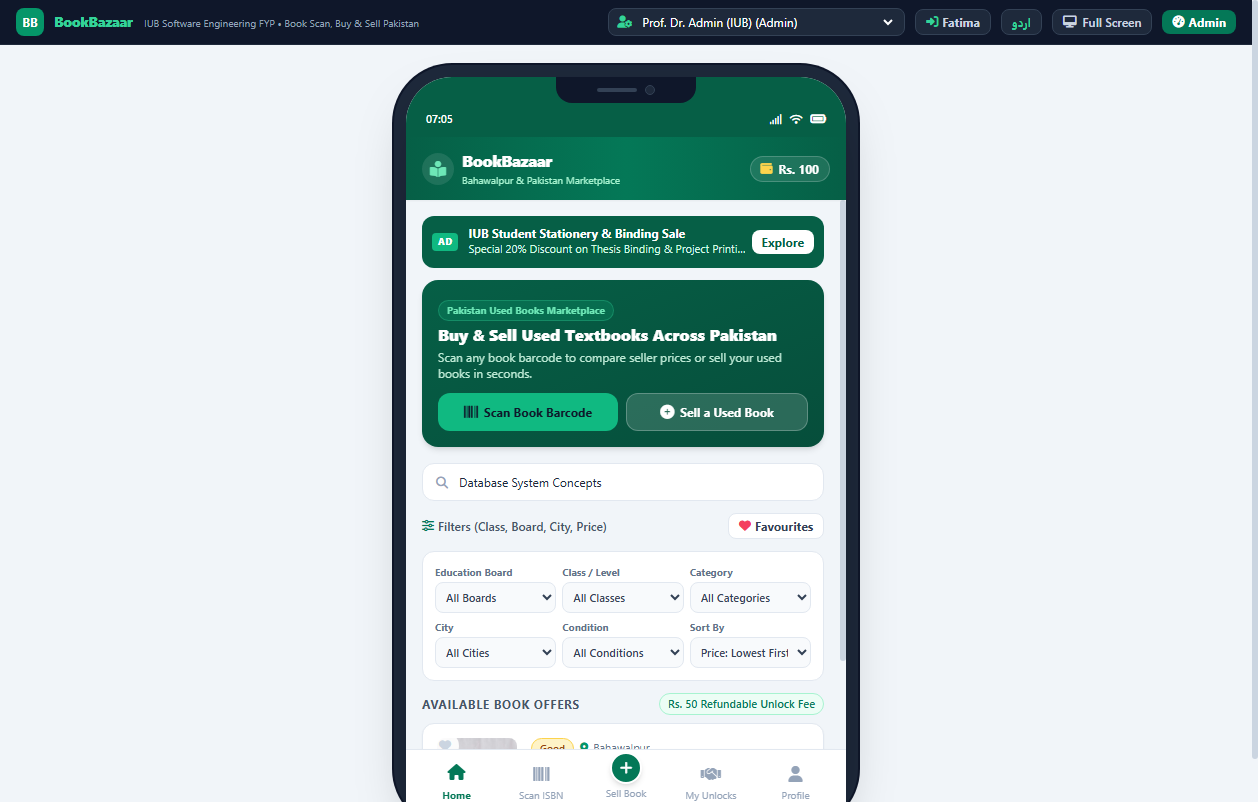 BB BookBazaar IUB Software Engineering FYP • Book Scan, Buy & Sell Pakistan Prof. Dr. Admin (IUB) (Admin) Fatima اردو Full Screen Admin
07:05
BookBazaar
Bahawalpur & Pakistan Marketplace
Rs. 100
AD
IUB Student Stationery & Binding Sale
Special 20% Discount on Thesis Binding & Project Printi...
Explore
Pakistan Used Books Marketplace
Buy & Sell Used Textbooks Across Pakistan
Scan any book barcode to compare seller prices or sell your used
books in seconds.
Scan Book Barcode Sell a Used Book
Database System Concepts
Filters (Class, Board, City, Price) Favourites
Education Board Class / Level Category
All Boards All Classes All Categories
City Condition Sort By
All Cities All Conditions Price: Lowest First
AVAILABLE BOOK OFFERS Rs. 50 Refundable Unlock Fee
Good Bahawalpur
Home Scan ISBN Sell Book My Unlocks Profile